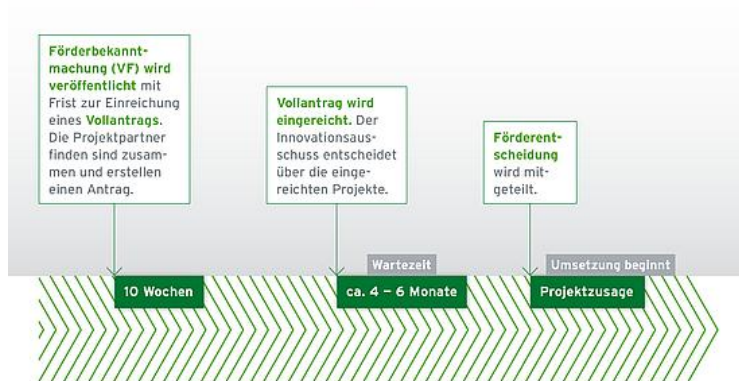 Förderbekannt-
machung (VF) wird
veröffentlicht mit
Frist zur Einreichung
eines Vollantrags.
Die Projektpartner
finden sind zusam-
men und erstellen
einen Antrag.
Vollantrag wird
eingereicht. Der
Innovationsaus-
schuss entscheidet
über die einge-
reichten Projekte.
Förderent-
scheidung
wird mit-
geteilt.
Wartezeit
Umsetzung beginnt
10 Wochen
ca. 4 – 6 Monate
Projektzusage